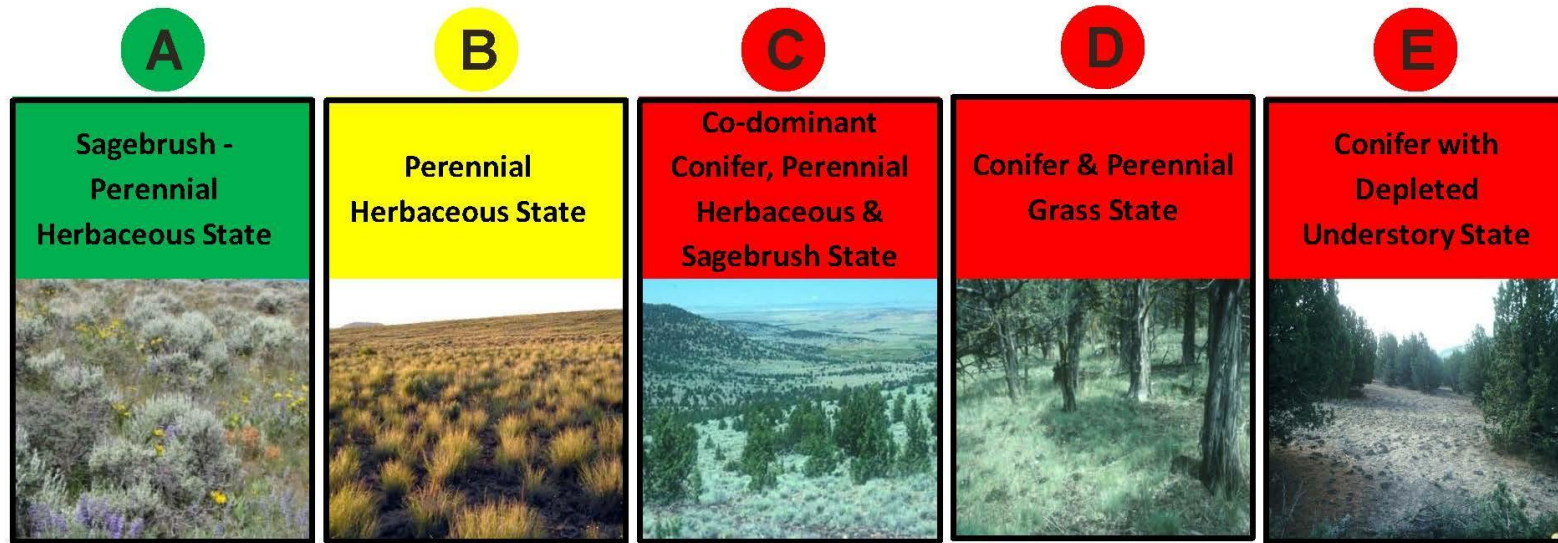 A
B
C
D
E
Sagebrush -
Perennial
Herbaceous State
Perennial
Herbaceous State
Co-dominant
Conifer, Perennial
Herbaceous &
Sagebrush State
Conifer & Perennial
Grass State
Conifer with
Depleted
Understory State